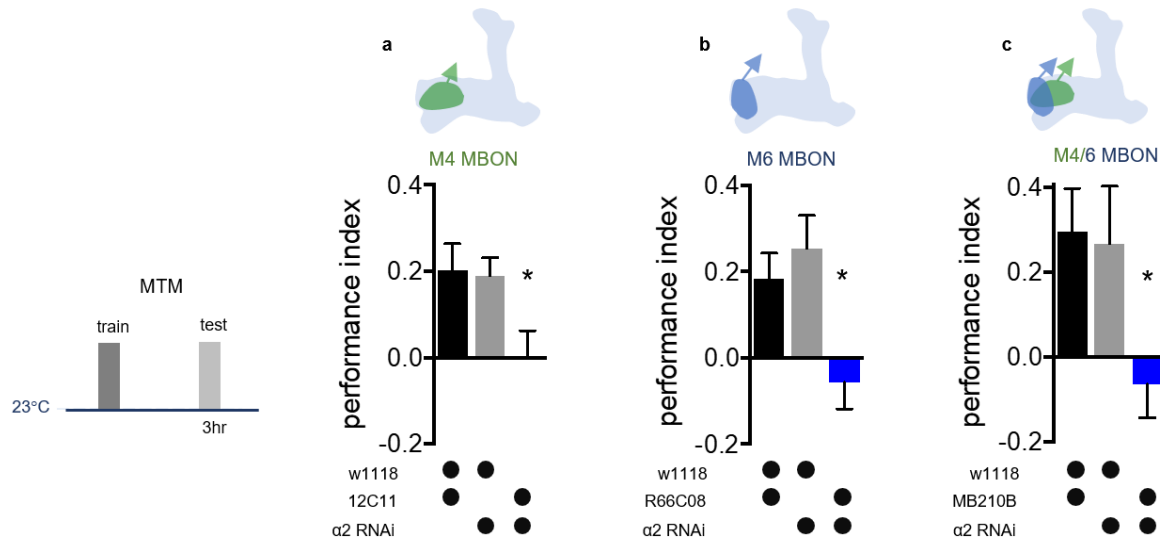 MTM
train
test
23°C
3hr
a
M4 MBON
performance index
0.4
0.2
0.0
-0.2
*
w1118
12C11
α2 RNAi
b
M6 MBON
performance index
0.4
0.2
0.0
-0.2
*
w1118
R66C08
α2 RNAi
c
M4/6 MBON
performance index
0.4
0.2
0.0
-0.2
*
w1118
MB210B
α2 RNAi